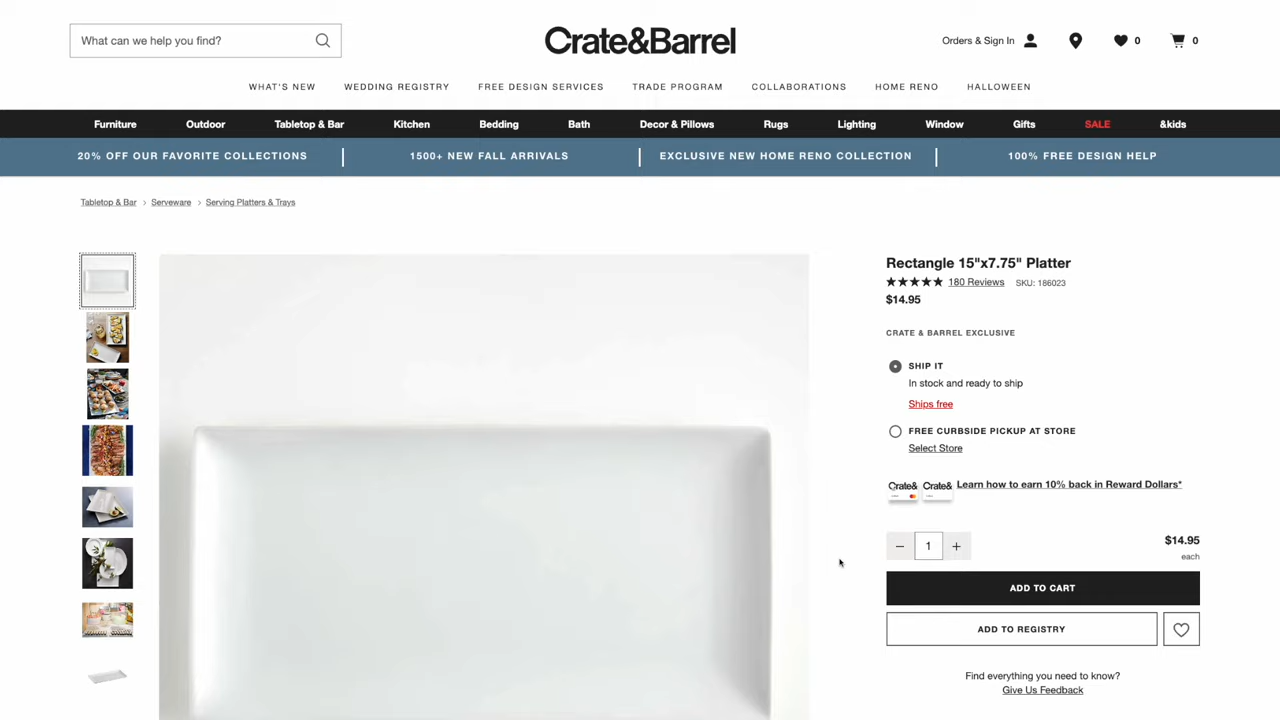 What can we help you find?
Crate&Barrel
Orders & Sign In
0
0
WHAT'S NEW
WEDDING REGISTRY
FREE DESIGN SERVICES
TRADE PROGRAM
COLLABORATIONS
HOME RENO
HALLOWEEN
Furniture
Outdoor
Tabletop & Bar
Kitchen
Bedding
Bath
Decor & Pillows
Rugs
Lighting
Window
Gifts
SALE
&kids
20% OFF OUR FAVORITE COLLECTIONS
1500+ NEW FALL ARRIVALS
EXCLUSIVE NEW HOME RENO COLLECTION
100% FREE DESIGN HELP
Tabletop & Bar > Serveware > Serving Platters & Trays
Rectangle 15"x7.75" Platter
180 Reviews SKU: 186023
$14.95
CRATE & BARREL EXCLUSIVE
SHIP IT
In stock and ready to ship
Ships free
FREE CURBSIDE PICKUP AT STORE
Select Store
Crate& Crate& Learn how to earn 10% back in Reward Dollars*
− 1 +
$14.95
each
ADD TO CART
ADD TO REGISTRY
Find everything you need to know?
Give Us Feedback